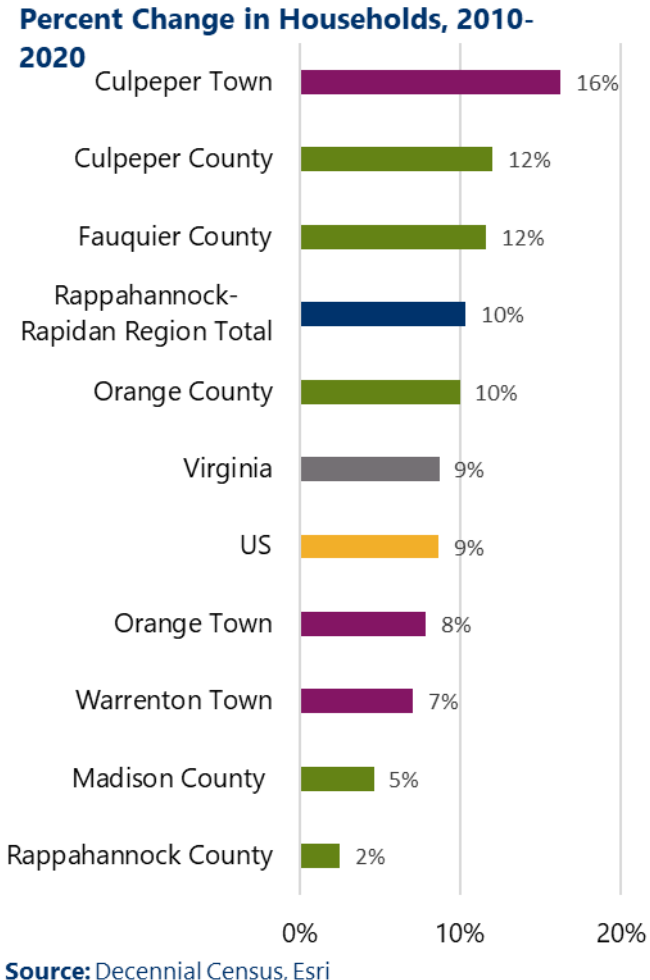 Percent Change in Households, 2010-
2020
Culpeper Town 16%
Culpeper County 12%
Fauquier County 12%
Rappahannock-
Rapidan Region Total 10%
Orange County 10%
Virginia 9%
US 9%
Orange Town 8%
Warrenton Town 7%
Madison County 5%
Rappahannock County 2%
0% 10% 20%
Source: Decennial Census, Esri